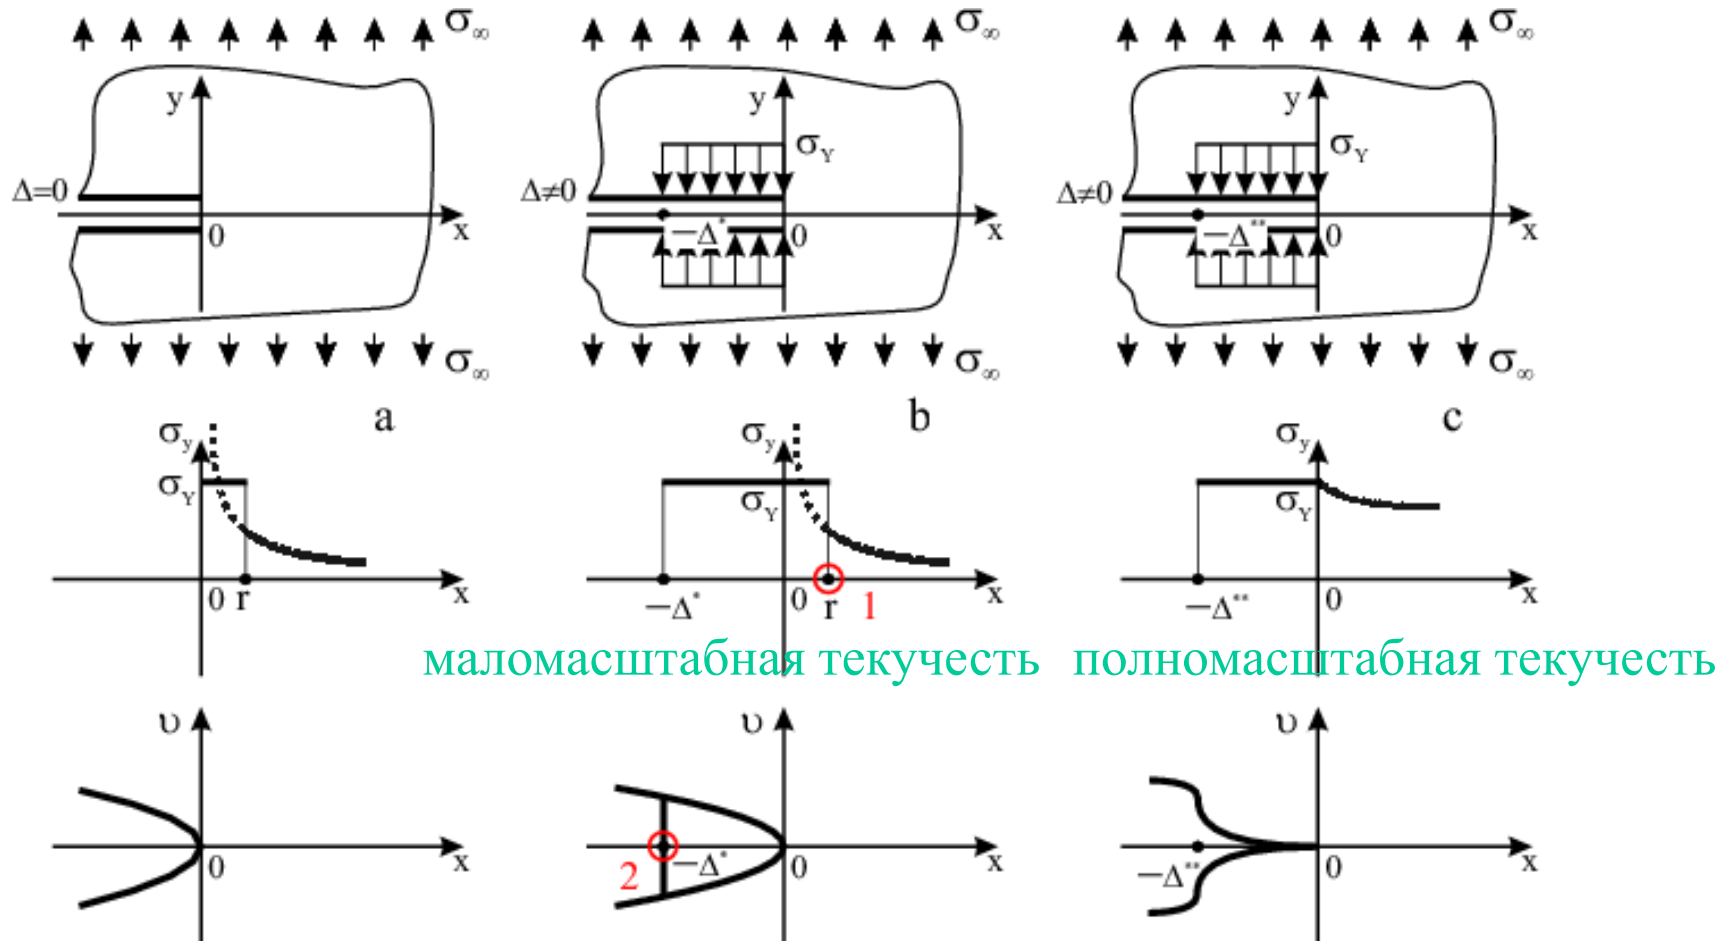 σ∞ σ∞ σ∞
y y y
σY σY
Δ=0 Δ≠0 Δ≠0
0 x −Δ* 0 x −Δ** 0 x
σ∞ σ∞ σ∞
a b c
σy σy σy
σY σY σY
0 r x −Δ* 0 r 1 x −Δ** 0 x
маломасштабная текучесть полномасштабная текучесть
υ υ υ
0 x 2 −Δ* 0 x −Δ** 0 x